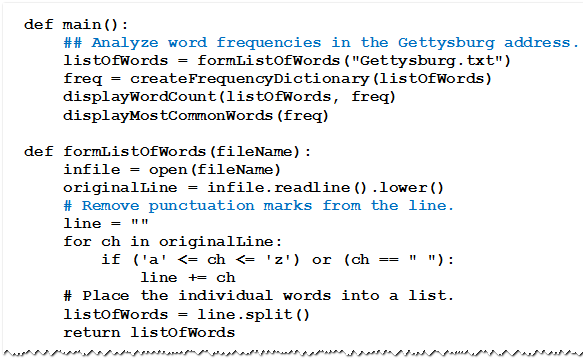 def main():
    ## Analyze word frequencies in the Gettysburg address.
    listOfWords = formListOfWords("Gettysburg.txt")
    freq = createFrequencyDictionary(listOfWords)
    displayWordCount(listOfWords, freq)
    displayMostCommonWords(freq)

def formListOfWords(fileName):
    infile = open(fileName)
    originalLine = infile.readline().lower()
    # Remove punctuation marks from the line.
    line = ""
    for ch in originalLine:
        if ('a' <= ch <= 'z') or (ch == " "):
            line += ch
    # Place the individual words into a list.
    listOfWords = line.split()
    return listOfWords